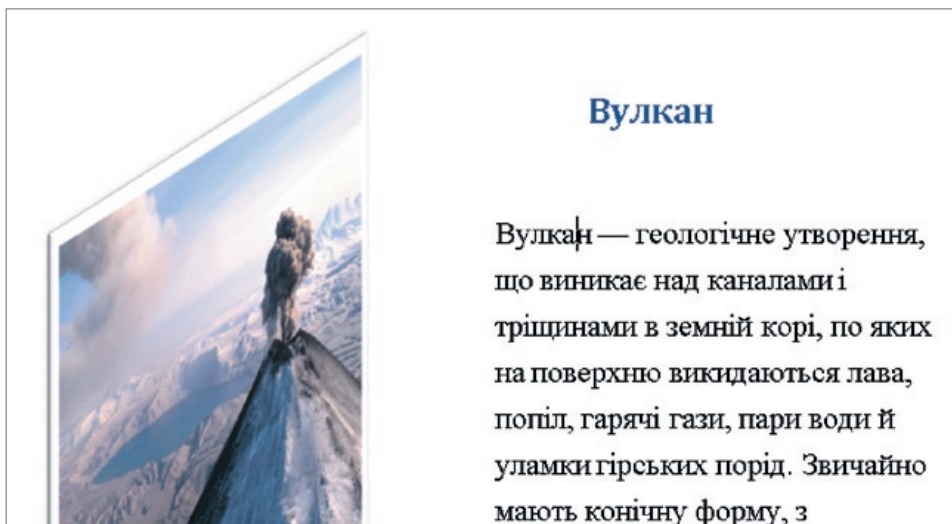 Вулкан
Вулкан — геологічне утворення,
що виникає над каналами і
тріщинами в земній корі, по яких
на поверхню викидаються лава,
попіл, гарячі гази, пари води й
уламки гірських порід. Звичайно
мають конічну форму, з